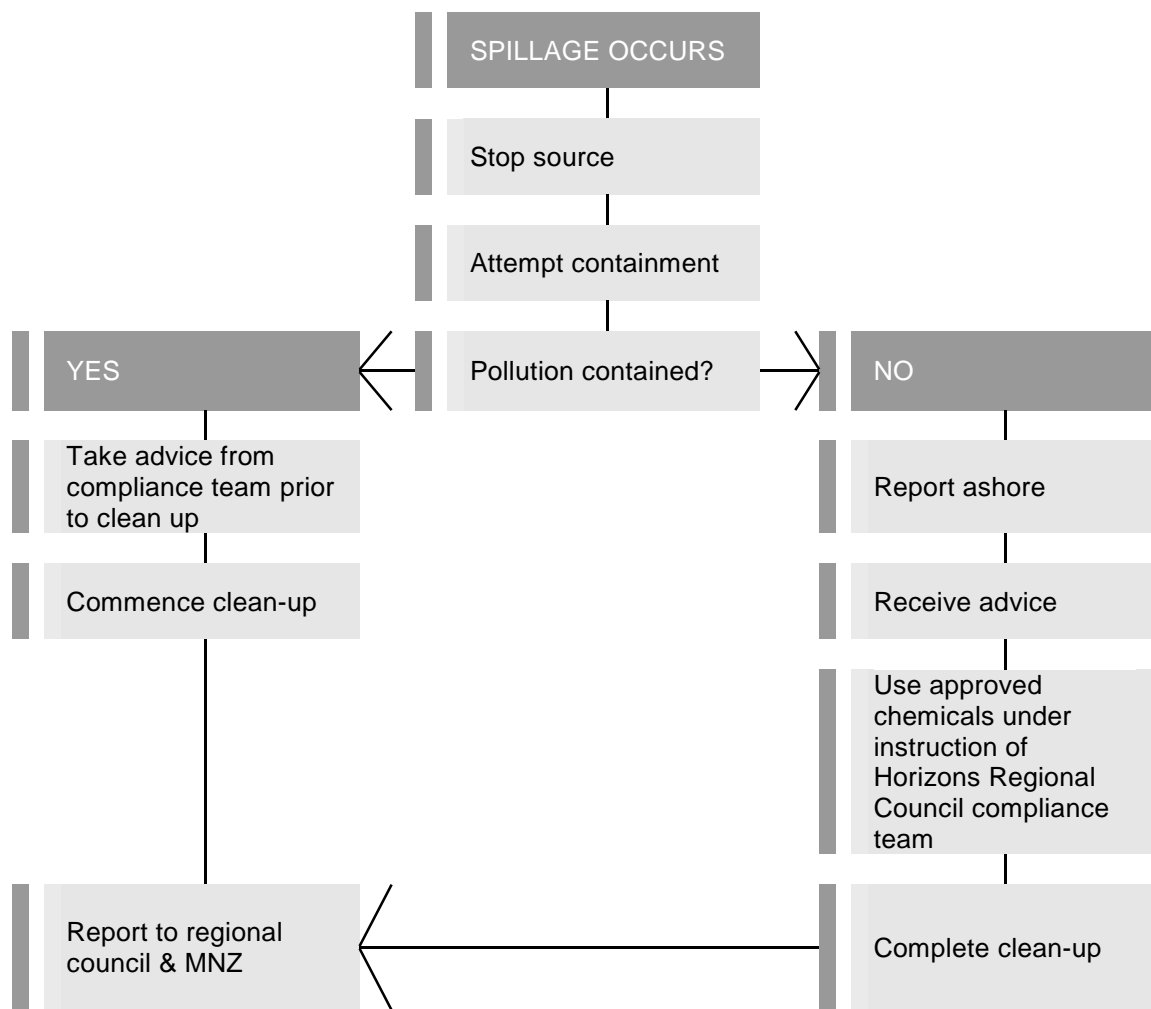 SPILLAGE OCCURS
Stop source
Attempt containment
Pollution contained?
YES
Take advice from
compliance team prior
to clean up
Commence clean-up
NO
Report ashore
Receive advice
Use approved
chemicals under
instruction of
Horizons Regional
Council compliance
team
Complete clean-up
Report to regional
council & MNZ